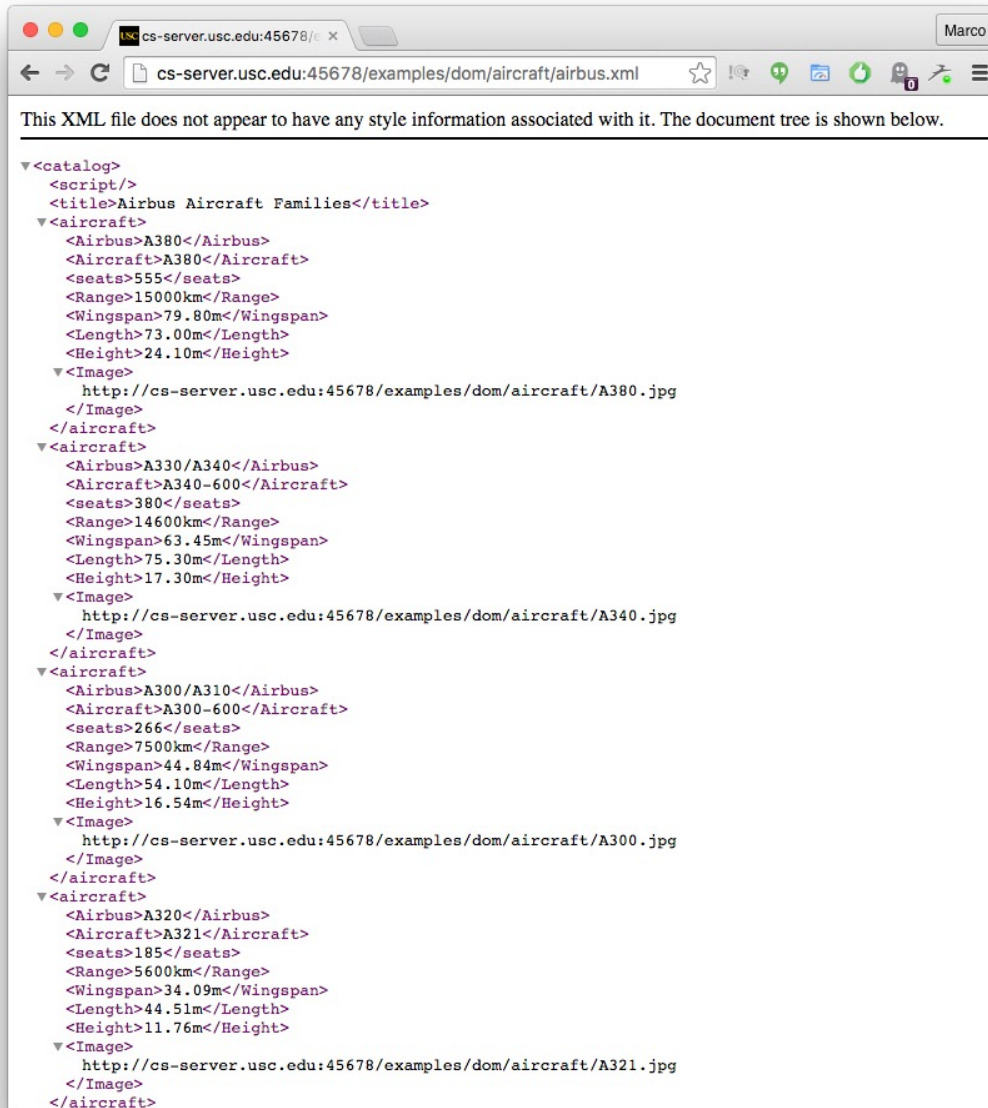 USC cs-server.usc.edu:45678/e
Marco
cs-server.usc.edu:45678/examples/dom/aircraft/airbus.xml
0
This XML file does not appear to have any style information associated with it. The document tree is shown below.
<catalog>
<script/>
<title>Airbus Aircraft Families</title>
<aircraft>
<Airbus>A380</Airbus>
<Aircraft>A380</Aircraft>
<seats>555</seats>
<Range>15000km</Range>
<Wingspan>79.80m</Wingspan>
<Length>73.00m</Length>
<Height>24.10m</Height>
<Image>
http://cs-server.usc.edu:45678/examples/dom/aircraft/A380.jpg
</Image>
</aircraft>
<aircraft>
<Airbus>A330/A340</Airbus>
<Aircraft>A340-600</Aircraft>
<seats>380</seats>
<Range>14600km</Range>
<Wingspan>63.45m</Wingspan>
<Length>75.30m</Length>
<Height>17.30m</Height>
<Image>
http://cs-server.usc.edu:45678/examples/dom/aircraft/A340.jpg
</Image>
</aircraft>
<aircraft>
<Airbus>A300/A310</Airbus>
<Aircraft>A300-600</Aircraft>
<seats>266</seats>
<Range>7500km</Range>
<Wingspan>44.84m</Wingspan>
<Length>54.10m</Length>
<Height>16.54m</Height>
<Image>
http://cs-server.usc.edu:45678/examples/dom/aircraft/A300.jpg
</Image>
</aircraft>
<aircraft>
<Airbus>A320</Airbus>
<Aircraft>A321</Aircraft>
<seats>185</seats>
<Range>5600km</Range>
<Wingspan>34.09m</Wingspan>
<Length>44.51m</Length>
<Height>11.76m</Height>
<Image>
http://cs-server.usc.edu:45678/examples/dom/aircraft/A321.jpg
</Image>
</aircraft>